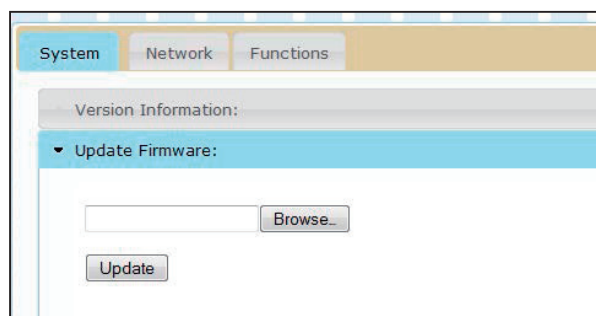 System Network Functions
Version Information:
Update Firmware:
Browse...
Update